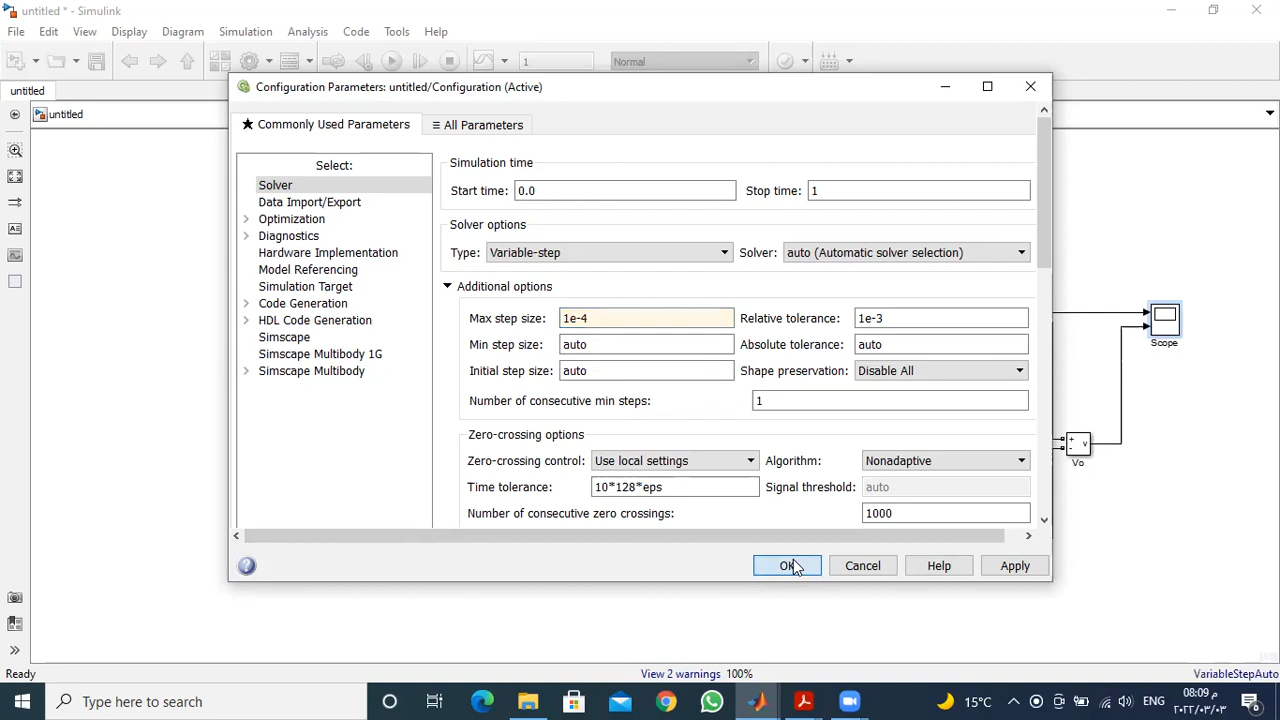 untitled * - Simulink
File Edit View Display Diagram Simulation Analysis Code Tools Help
1
Normal
untitled
untitled
Configuration Parameters: untitled/Configuration (Active)
★ Commonly Used Parameters
≡ All Parameters
Select:
Solver
Data Import/Export
Optimization
Diagnostics
Hardware Implementation
Model Referencing
Simulation Target
Code Generation
HDL Code Generation
Simscape
Simscape Multibody 1G
Simscape Multibody
Simulation time
Start time: 0.0 Stop time: 1
Solver options
Type: Variable-step Solver: auto (Automatic solver selection)
Additional options
Max step size: 1e-4 Relative tolerance: 1e-3
Min step size: auto Absolute tolerance: auto
Initial step size: auto Shape preservation: Disable All
Number of consecutive min steps: 1
Zero-crossing options
Zero-crossing control: Use local settings Algorithm: Nonadaptive
Time tolerance: 10*128*eps Signal threshold: auto
Number of consecutive zero crossings: 1000
OK Cancel Help Apply
Scope
+ - v
Vo
Ready View 2 warnings 100% VariableStepAuto
Type here to search
15°C
ENG
08:09 م
٢٠٢٢/٠٣/٠٣